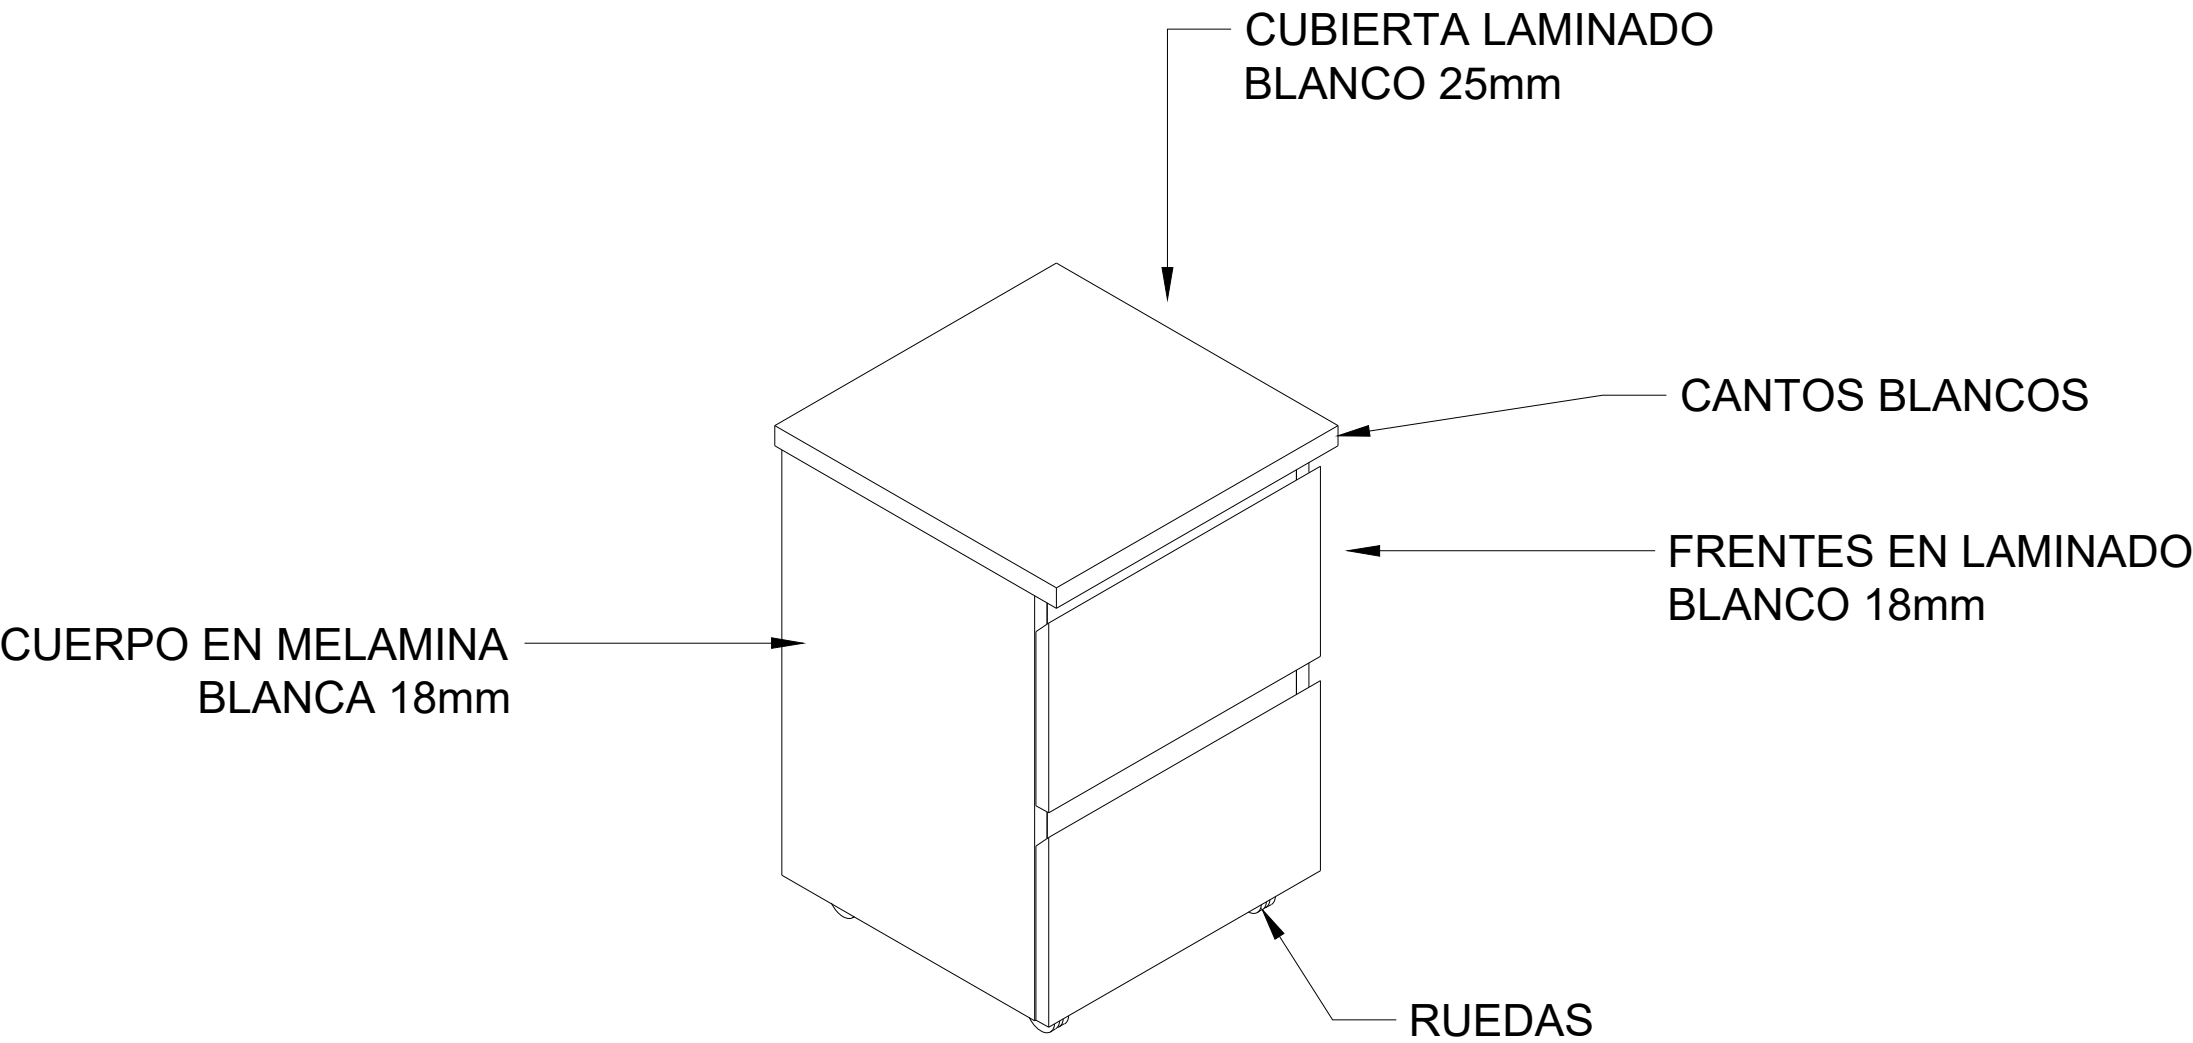 CUBIERTA LAMINADO
BLANCO 25mm
CANTOS BLANCOS
FRENTES EN LAMINADO
BLANCO 18mm
CUERPO EN MELAMINA
BLANCA 18mm
RUEDAS